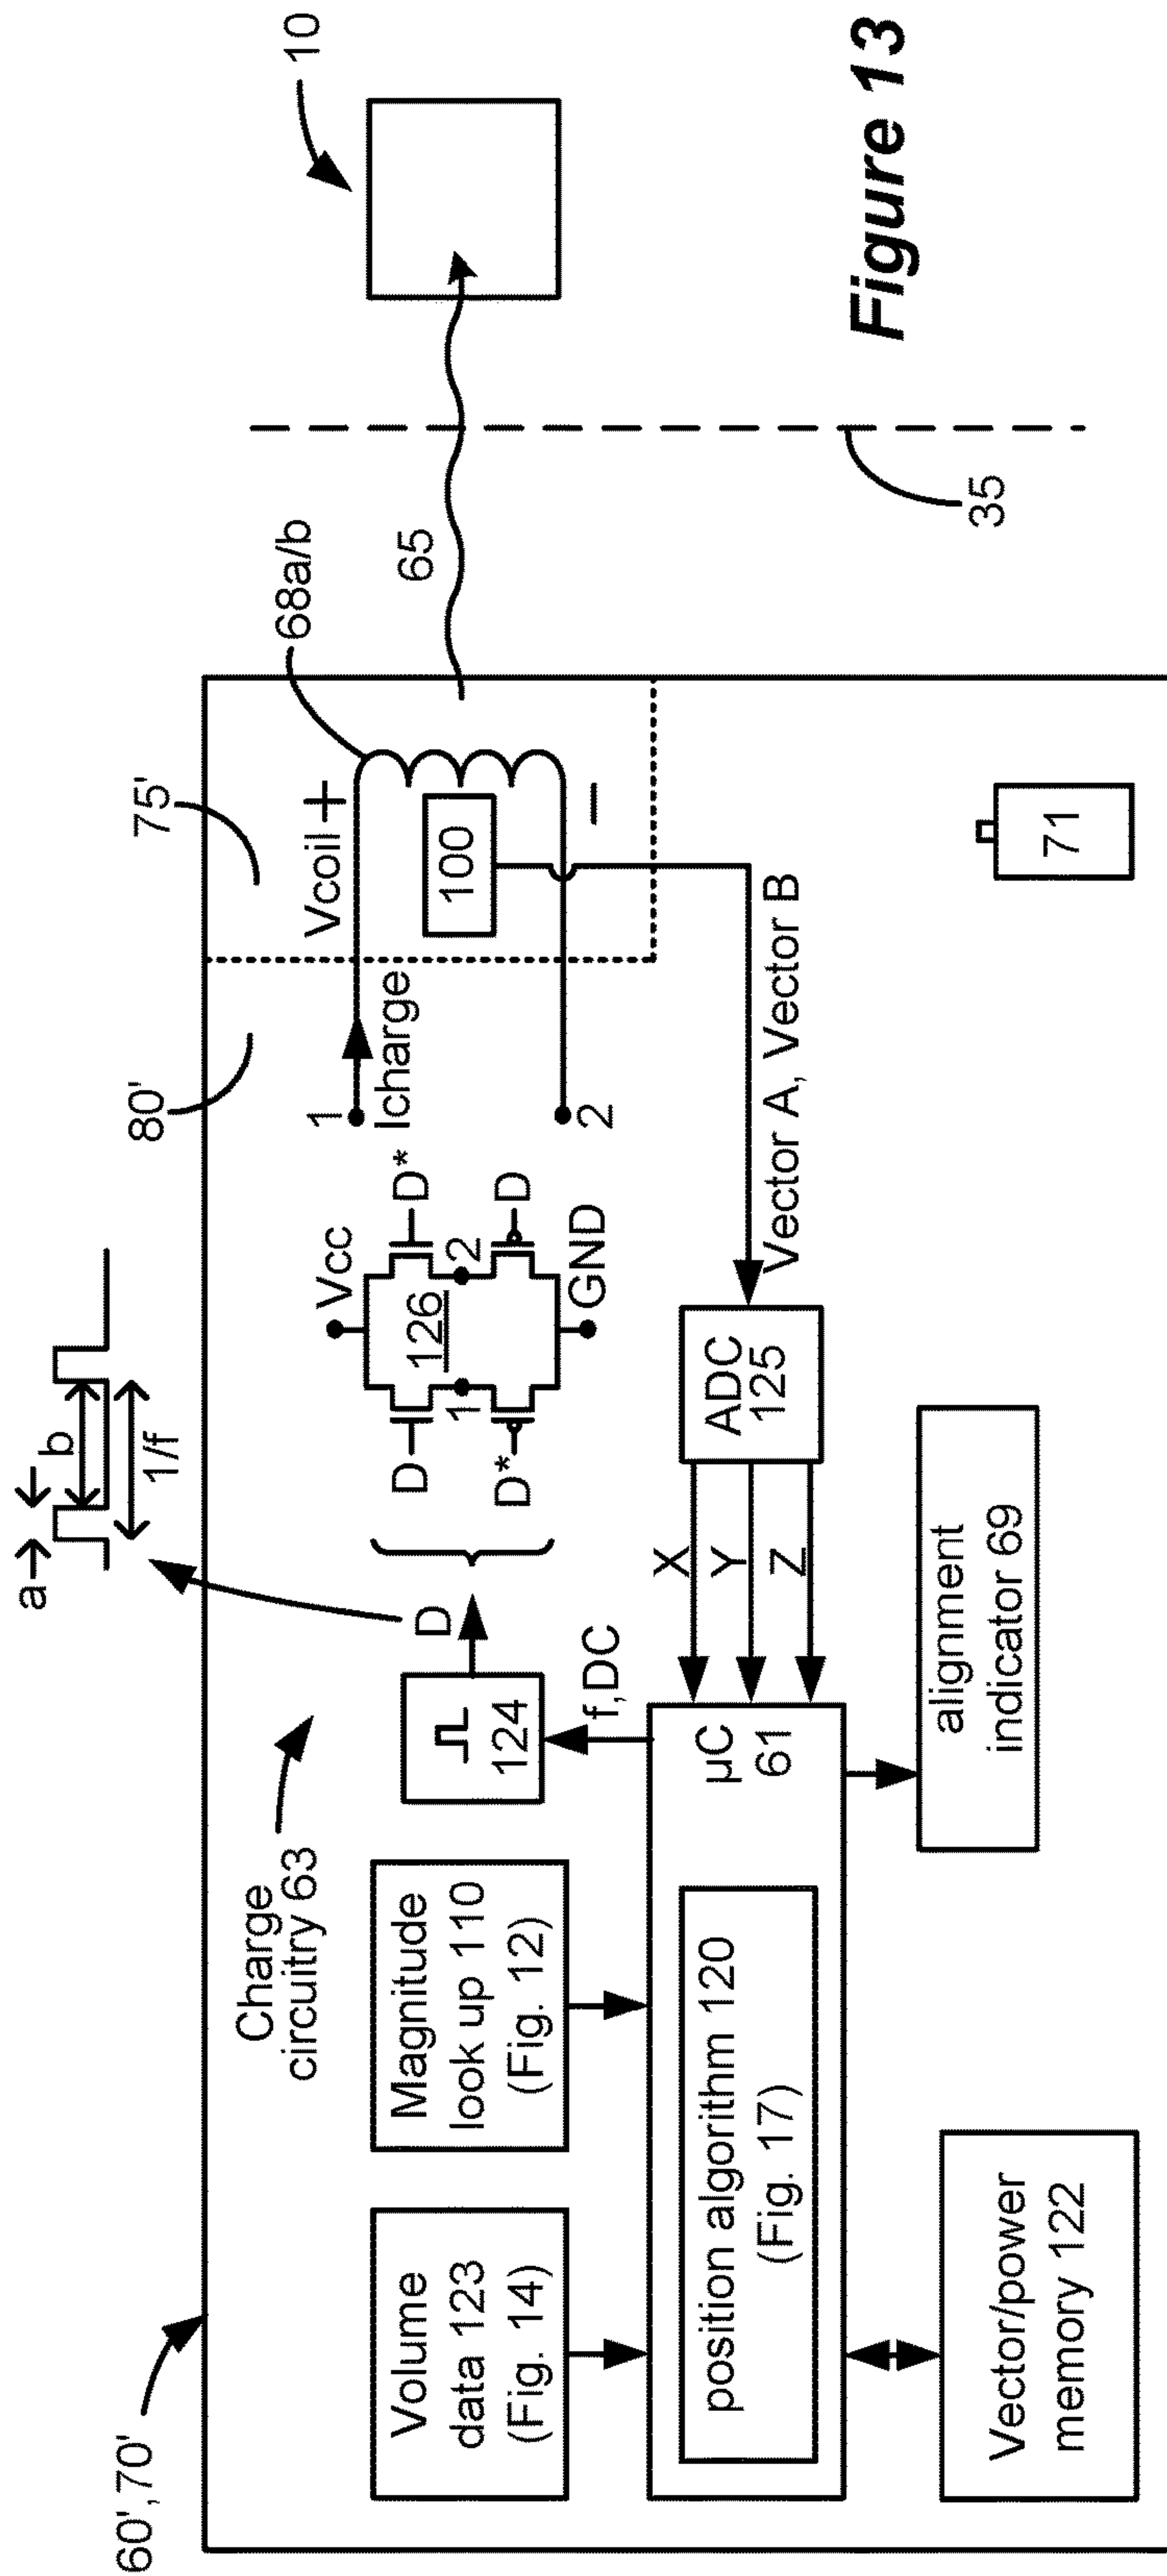 60',70'
Charge
circuitry 63
a
b
1/f
80'
75'
68a/b
10
Volume
data 123
(Fig. 14)
Magnitude
look up 110
(Fig. 12)
124
D
D
D*
Vcc
126
1
2
D*
D
GND
1
Icharge
2
Vcoil
+
−
100
65
35
f,DC
position algorithm 120
(Fig. 17)
µC
61
X
Y
Z
ADC
125
Vector A, Vector B
Vector/power
memory 122
alignment
indicator 69
71
Figure 13